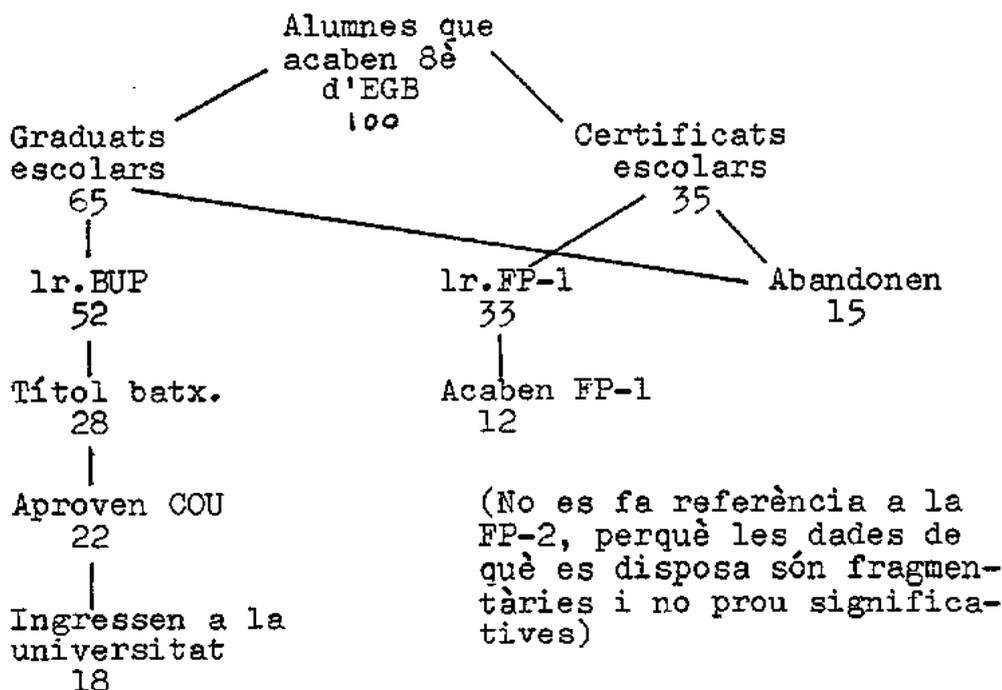 Alumnes que
acaben 8è
d'EGB
100
Graduats
escolars
65
Certificats
escolars
35
1r.BUP
52
1r.FP-1
33
Abandonen
15
Títol batx.
28
Acaben FP-1
12
Aproven COU
22
(No es fa referència a la
FP-2, perquè les dades de
què es disposa són fragmen-
tàries i no prou significa-
tives)
Ingressen a la
universitat
18